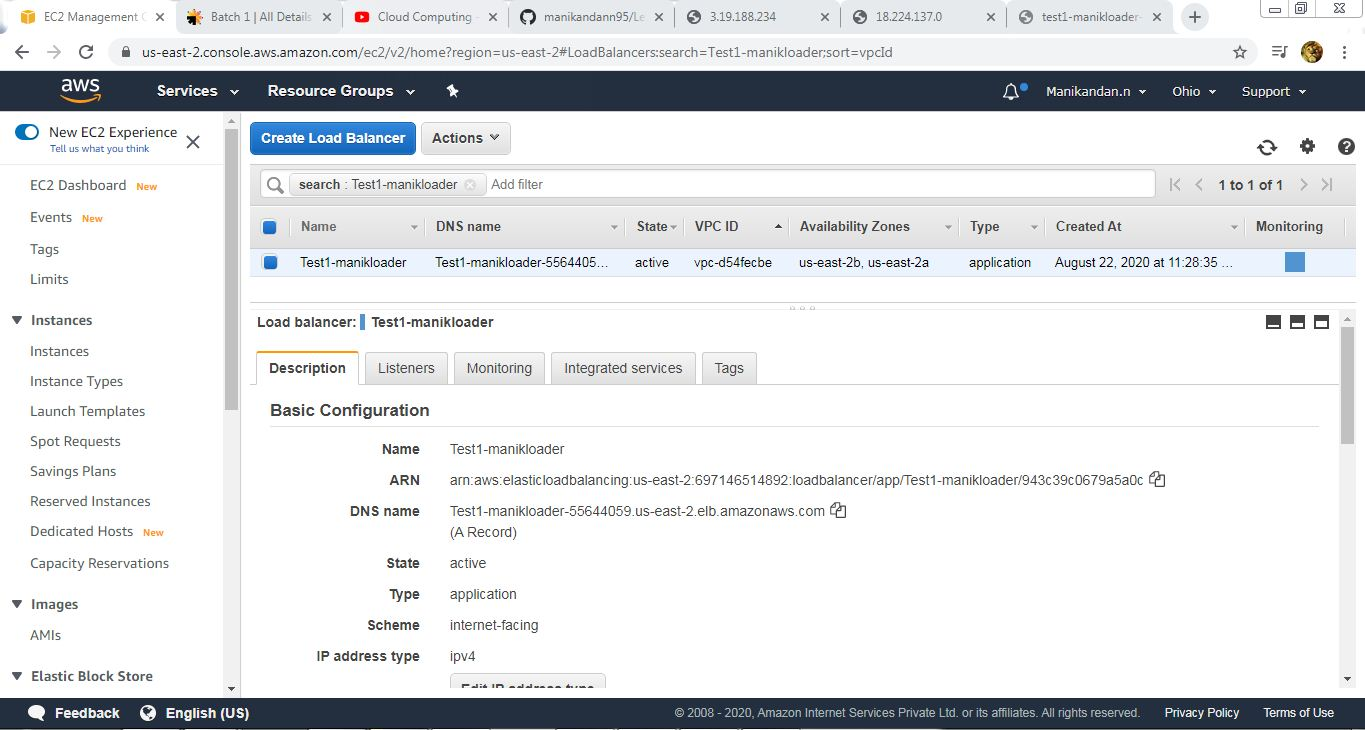 EC2 Management C
Batch 1 | All Details
Cloud Computing -
manikandann95/Le
3.19.188.234
18.224.137.0
test1-manikloader-
us-east-2.console.aws.amazon.com/ec2/v2/home?region=us-east-2#LoadBalancers:search=Test1-manikloader;sort=vpcId
aws Services Resource Groups Manikandan.n Ohio Support
New EC2 Experience
Tell us what you think
EC2 Dashboard New
Events New
Tags
Limits
Instances
Instances
Instance Types
Launch Templates
Spot Requests
Savings Plans
Reserved Instances
Dedicated Hosts New
Capacity Reservations
Images
AMIs
Elastic Block Store
Create Load Balancer Actions
search : Test1-manikloader Add filter 1 to 1 of 1
Name DNS name State VPC ID Availability Zones Type Created At Monitoring
Test1-manikloader Test1-manikloader-5564405... active vpc-d54fecbe us-east-2b, us-east-2a application August 22, 2020 at 11:28:35 ...
Load balancer: Test1-manikloader
Description Listeners Monitoring Integrated services Tags
Basic Configuration
Name Test1-manikloader
ARN arn:aws:elasticloadbalancing:us-east-2:697146514892:loadbalancer/app/Test1-manikloader/943c39c0679a5a0c
DNS name Test1-manikloader-55644059.us-east-2.elb.amazonaws.com
(A Record)
State active
Type application
Scheme internet-facing
IP address type ipv4
Edit IP address type
Feedback English (US) © 2008 - 2020, Amazon Internet Services Private Ltd. or its affiliates. All rights reserved. Privacy Policy Terms of Use